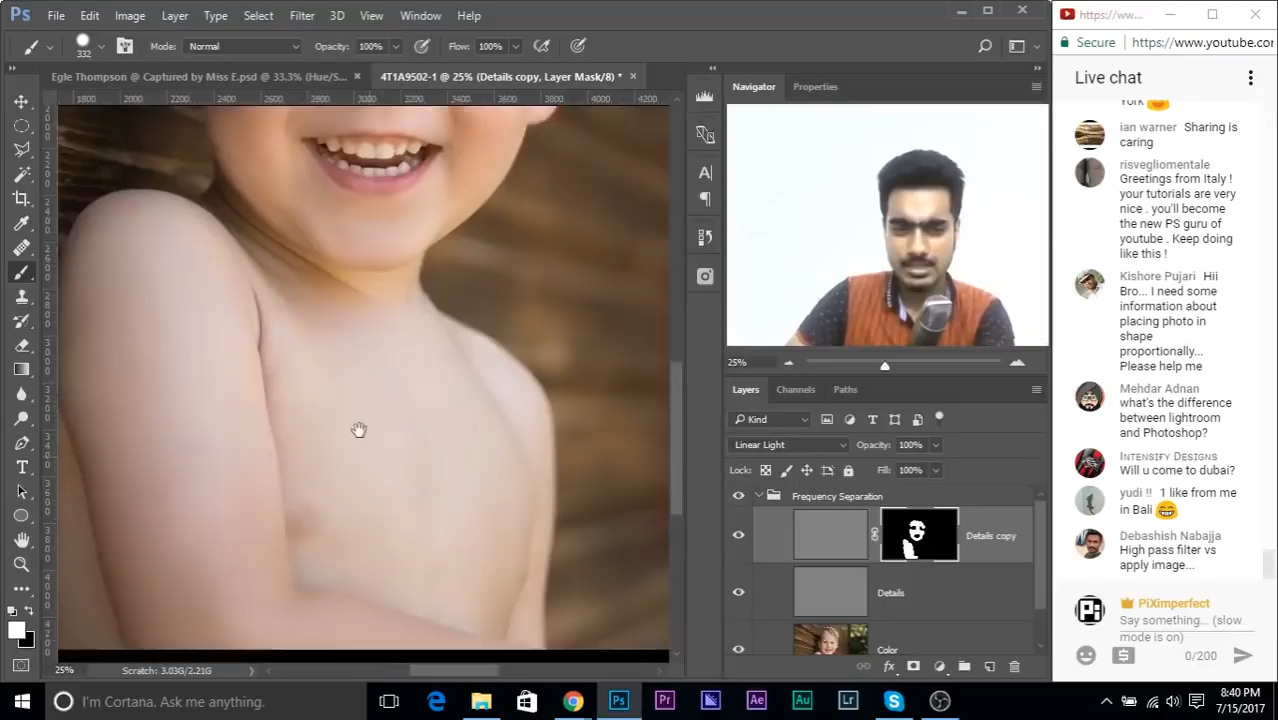 Ps File Edit Image Layer Type Select Filter 3D View Window Help
332 Mode: Normal Opacity: 100% Flow: 100%
Egle Thompson @ Captured by Miss E.psd @ 33.3% (Hue/S... × 4T1A9502-1 @ 25% (Details copy, Layer Mask/8) * ×
1800 2000 2200 2400 2600 2800 3000 3200 3400 3600 3800 4000 4200
Navigator Properties
25%
Layers Channels Paths
Kind
Linear Light Opacity: 100%
Lock: Fill: 100%
Frequency Separation
Details copy
Details
Color
25% Scratch: 3.03G/2.21G
https://ww...
Secure https://www.youtube.cor
Live chat
York
ian warner Sharing is
caring
risvegliomentale
Greetings from Italy !
your tutorials are very
nice . you'll become
the new PS guru of
youtube . Keep doing
like this !
Kishore Pujari Hii
Bro... I need some
information about
placing photo in
shape
proportionally...
Please help me
Mehdar Adnan
what's the difference
between lightroom
and Photoshop?
Intensify Designs
Will u come to dubai?
yudi !! 1 like from me
in Bali
Debashish Nabajja
High pass filter vs
apply image...
Pi PiXimperfect
Say something... (slow
mode is on)
0/200
I'm Cortana. Ask me anything.
Ps Pr Ae Au Lr
8:40 PM
7/15/2017